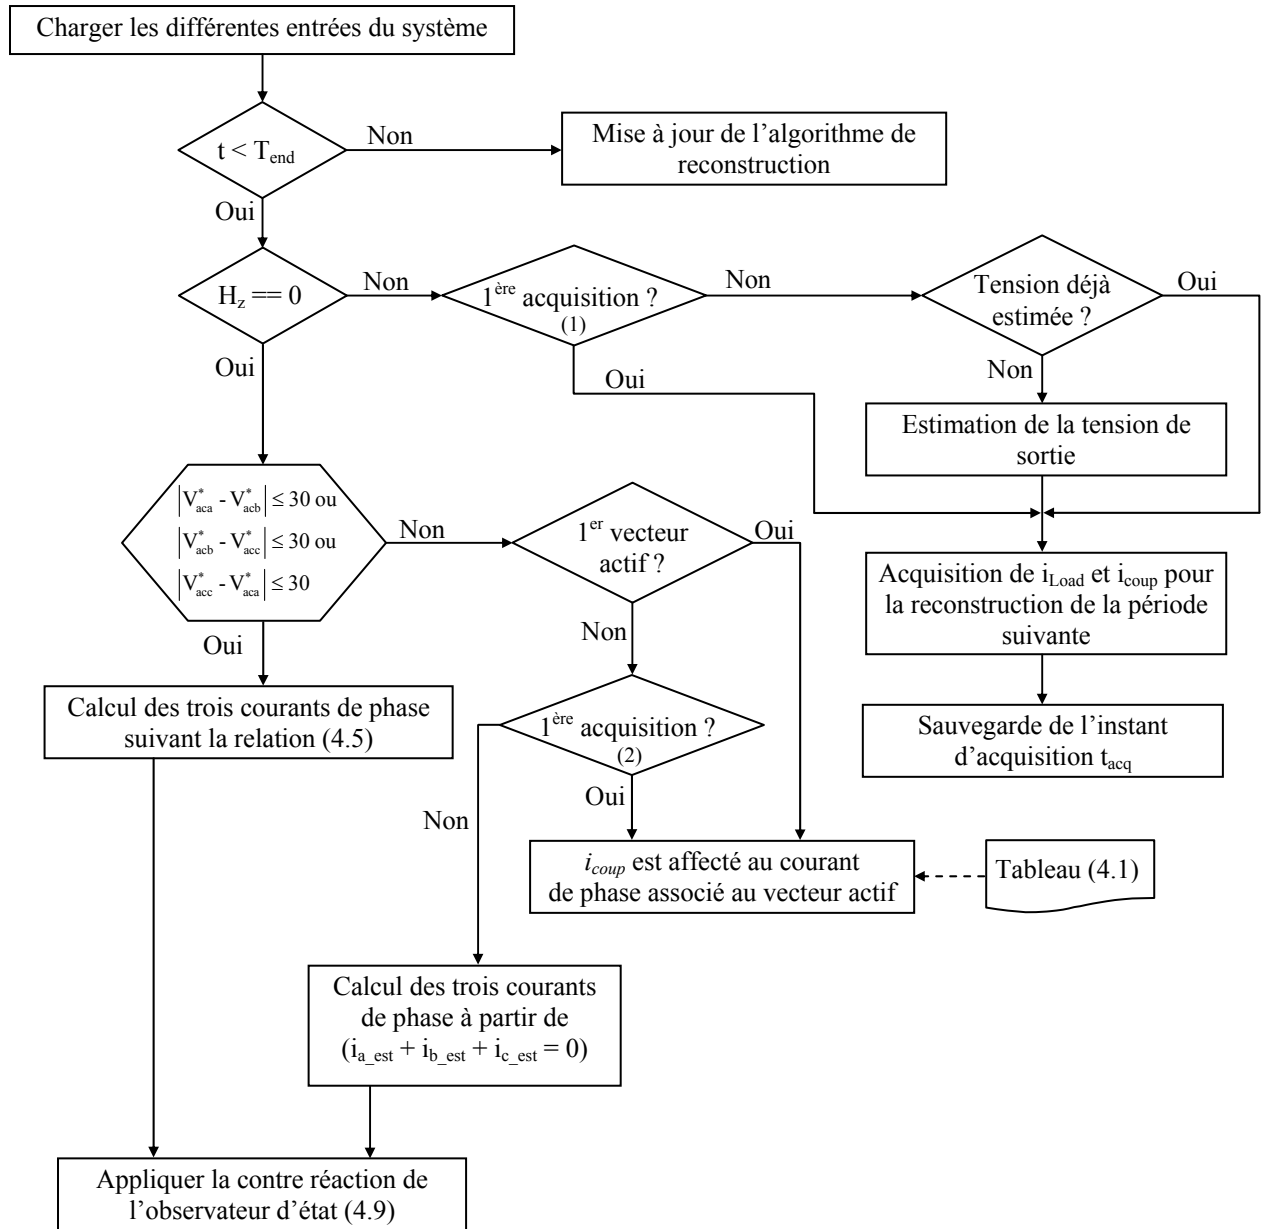 Charger les différentes entrées du système
t < T_end
Non
Mise à jour de l’algorithme de
reconstruction
Oui
H_z == 0
Non
1ère acquisition ?
(1)
Non
Tension déjà
estimée ?
Oui
Oui
Oui
Non
Estimation de la tension de
sortie
|V*_aca - V*_acb| ≤ 30 ou
|V*_acb - V*_acc| ≤ 30 ou
|V*_acc - V*_aca| ≤ 30
Non
1er vecteur
actif ?
Oui
Acquisition de i_Load et i_coup pour
la reconstruction de la période
suivante
Oui
Non
Calcul des trois courants de phase
suivant la relation (4.5)
1ère acquisition ?
(2)
Sauvegarde de l’instant
d’acquisition t_acq
Non
Oui
i_coup est affecté au courant
de phase associé au vecteur actif
Tableau (4.1)
Calcul des trois courants
de phase à partir de
(i_a_est + i_b_est + i_c_est = 0)
Appliquer la contre réaction de
l’observateur d’état (4.9)